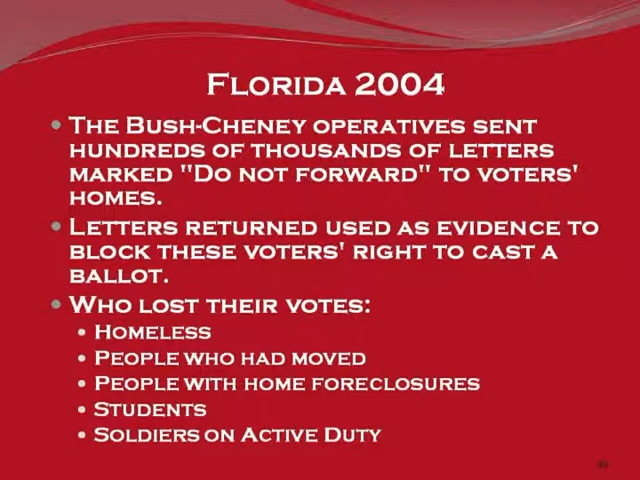 Florida 2004
The Bush-Cheney operatives sent
hundreds of thousands of letters
marked "Do not forward" to voters'
homes.
Letters returned used as evidence to
block these voters' right to cast a
ballot.
Who lost their votes:
Homeless
People who had moved
People with home foreclosures
Students
Soldiers on Active Duty